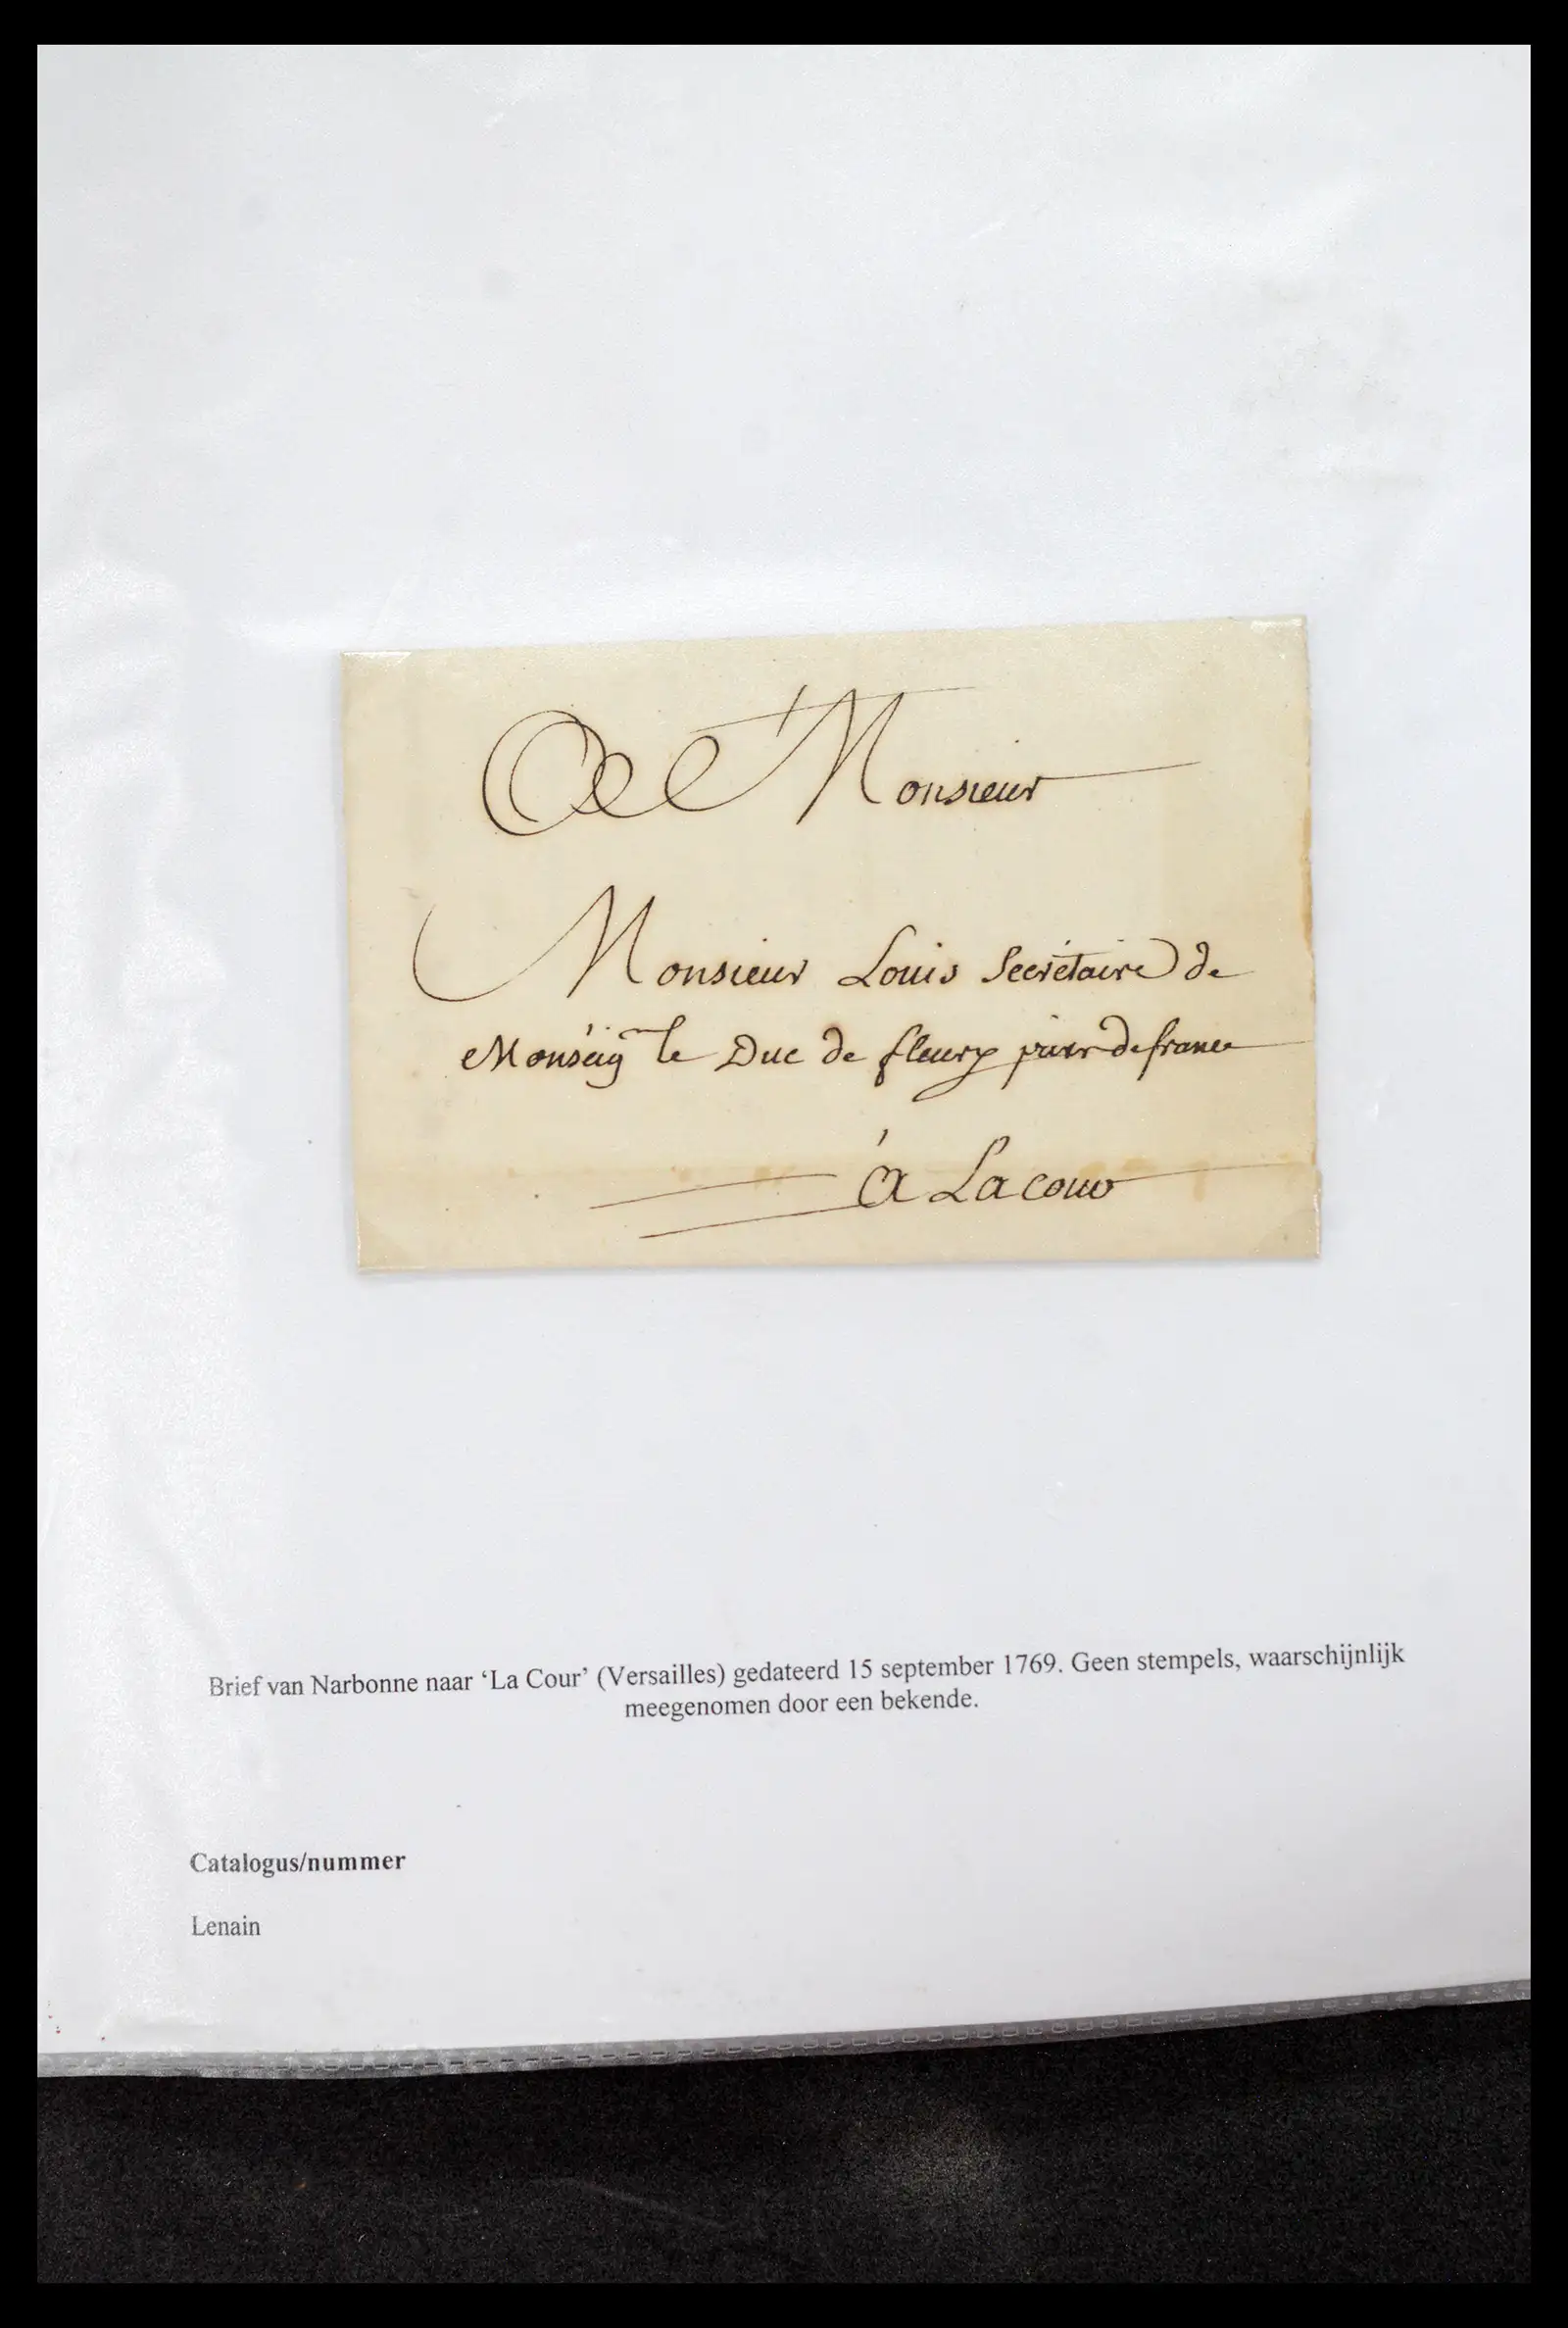 A Monsieur
Monsieur Louis Secrétaire de
Monseig le Duc de fleury pair de france
à La cour
Brief van Narbonne naar ‘La Cour’ (Versailles) gedateerd 15 september 1769. Geen stempels, waarschijnlijk
meegenomen door een bekende.
Catalogus/nummer
Lenain